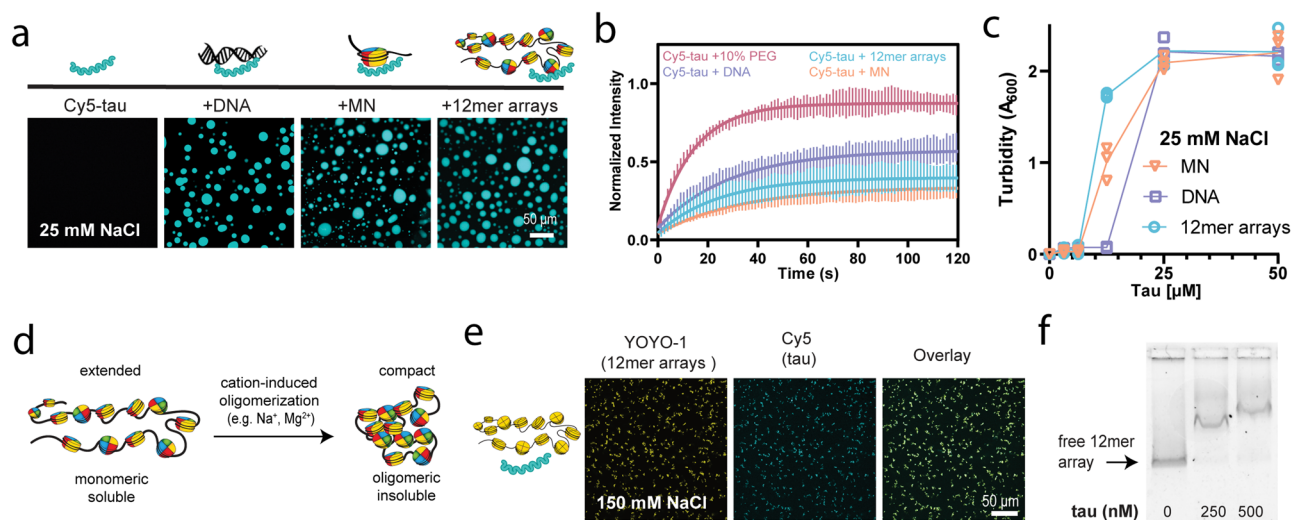 a
Cy5-tau
+DNA
+MN
+12mer arrays
25 mM NaCl
50 µm
b
Cy5-tau +10% PEG
Cy5-tau + 12mer arrays
Cy5-tau + DNA
Cy5-tau + MN
Normalized Intensity
1.0
0.5
0.0
0
20
40
60
80
100
120
Time (s)
c
Turbidity (A600)
2
1
0
25 mM NaCl
MN
DNA
12mer arrays
0
25
50
Tau [µM]
d
extended
cation-induced
oligomerization
(e.g. Na⁺, Mg²⁺)
compact
monomeric
soluble
oligomeric
insoluble
e
YOYO-1
(12mer arrays )
Cy5
(tau)
Overlay
150 mM NaCl
50 µm
f
free 12mer
array
tau (nM)
0
250
500